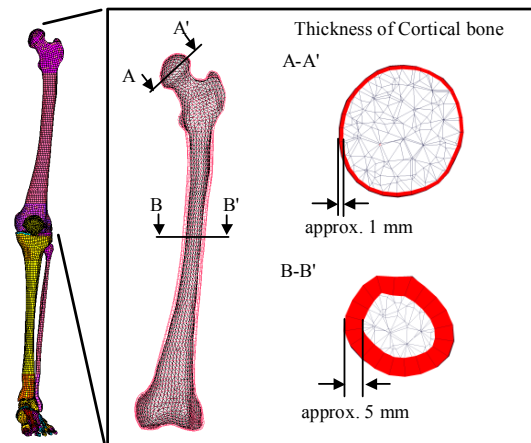 Thickness of Cortical bone
A'
A
A-A'
approx. 1 mm
B
B'
B-B'
approx. 5 mm